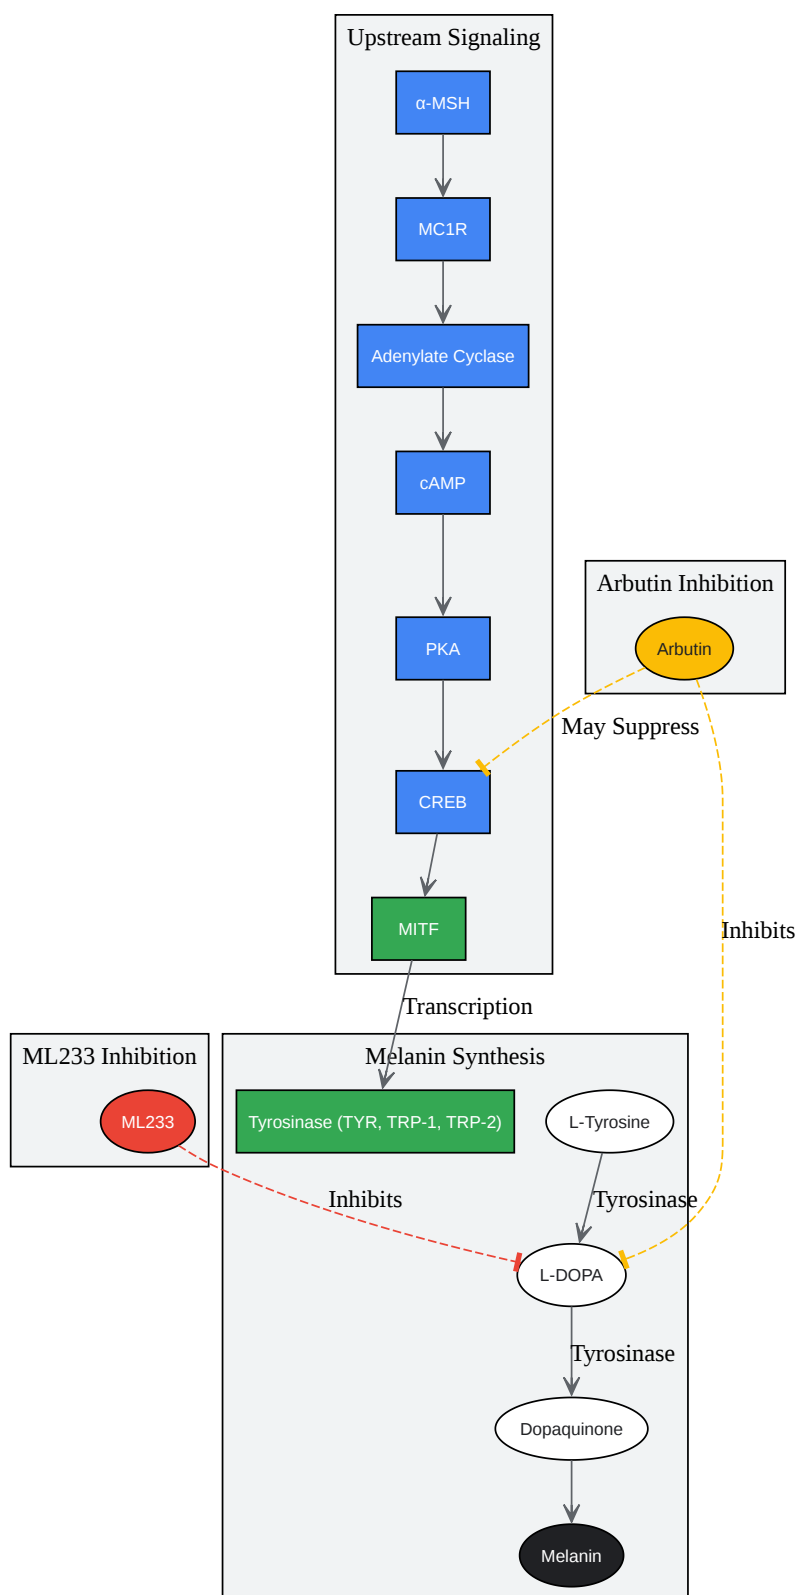 Upstream Signaling
α-MSH
MC1R
Adenylate Cyclase
cAMP
Arbutin Inhibition
PKA
Arbutin
May Suppress
CREB
MITF
Inhibits
Transcription
ML233 Inhibition
Melanin Synthesis
ML233
Tyrosinase (TYR, TRP-1, TRP-2)
L-Tyrosine
Inhibits
Tyrosinase
L-DOPA
Tyrosinase
Dopaquinone
Melanin